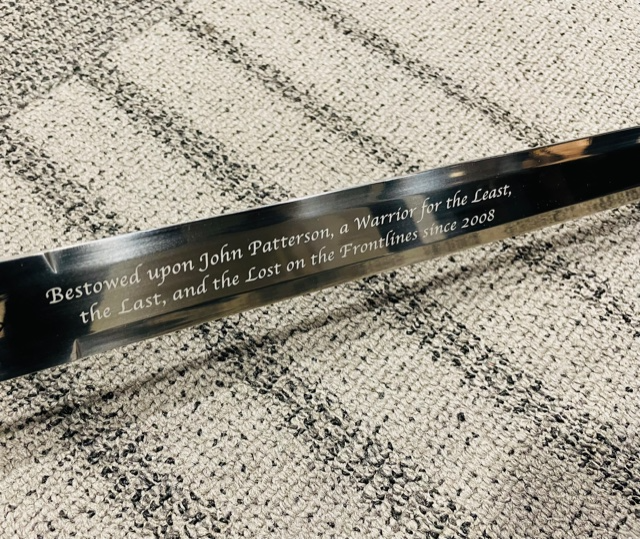 Bestowed upon John Patterson, a Warrior for the Least,
the Last, and the Lost on the Frontlines since 2008